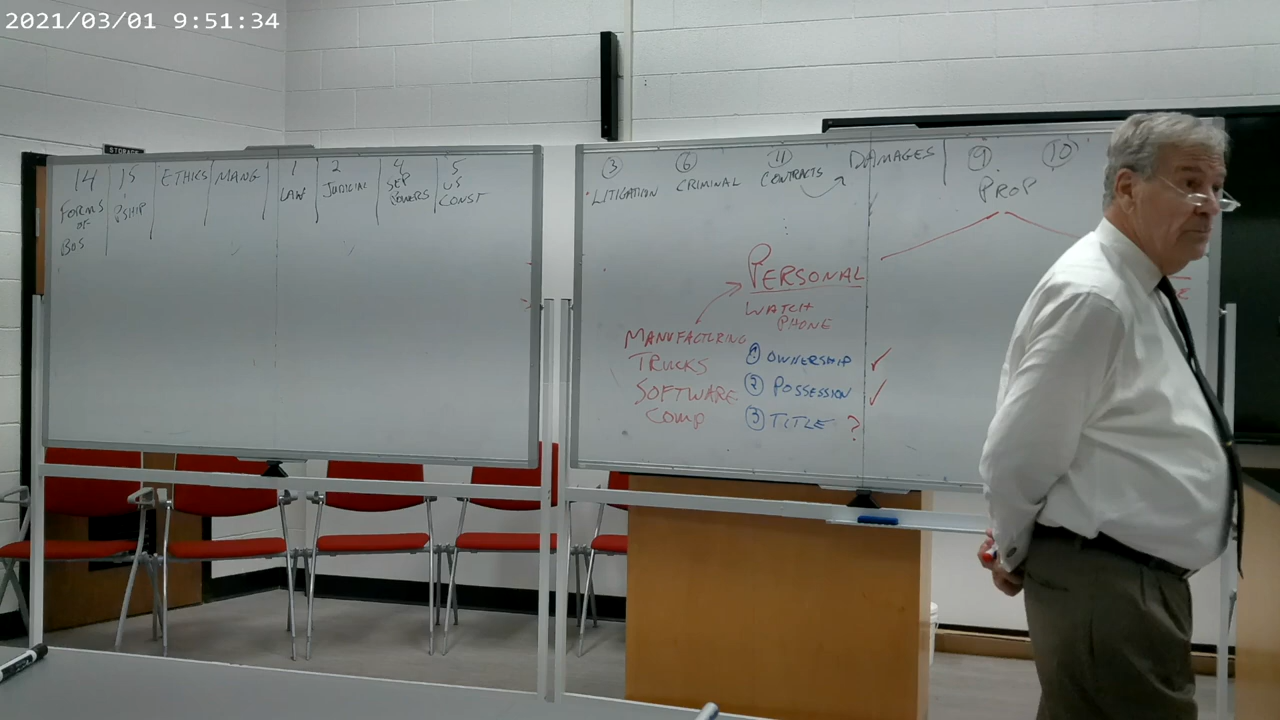 2021/03/01 9:51:34
STORAGE
14
FORMS
OF
BUS
15
PSHIP
ETHICS
MANG
1
LAW
2
JUDICIAL
4
SEP
POWERS
5
US
CONST
3
LITIGATION
6
CRIMINAL
11
CONTRACTS
DAMAGES
9
10
PROP
PERSONAL
WATCH
PHONE
MANUFACTURING
TRUCKS
SOFTWARE
COMP
1 OWNERSHIP ✓
2 POSSESSION ✓
3 TITLE ?